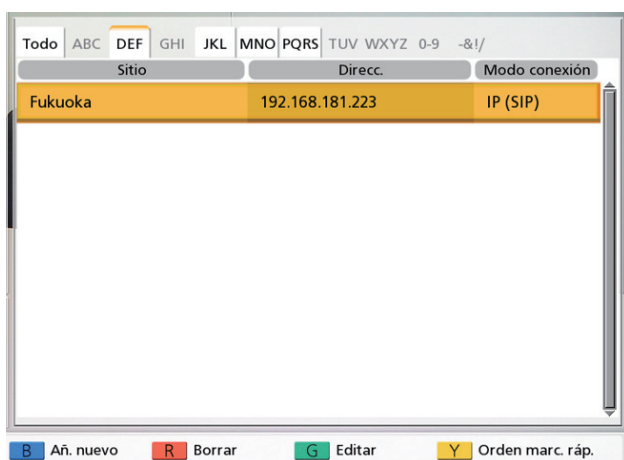 Todo ABC DEF GHI JKL MNO PQRS TUV WXYZ 0-9 -&!/
Sitio Direcc. Modo conexión
Fukuoka 192.168.181.223 IP (SIP)
B Añ. nuevo R Borrar G Editar Y Orden marc. ráp.